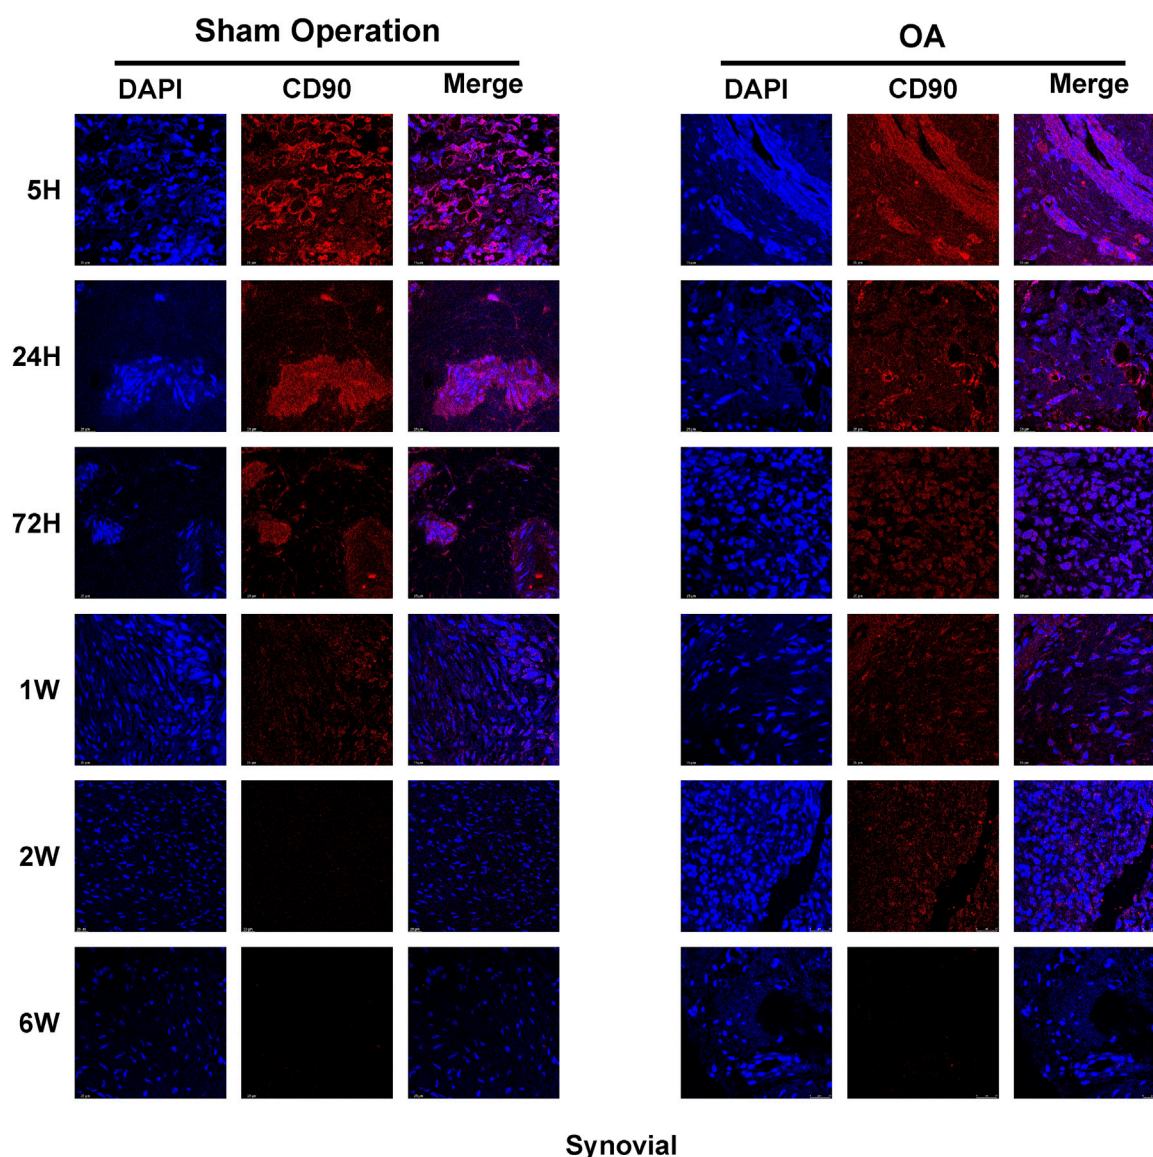 Sham Operation
OA
DAPI CD90 Merge
DAPI CD90 Merge
5H
24H
72H
1W
2W
6W
Synovial